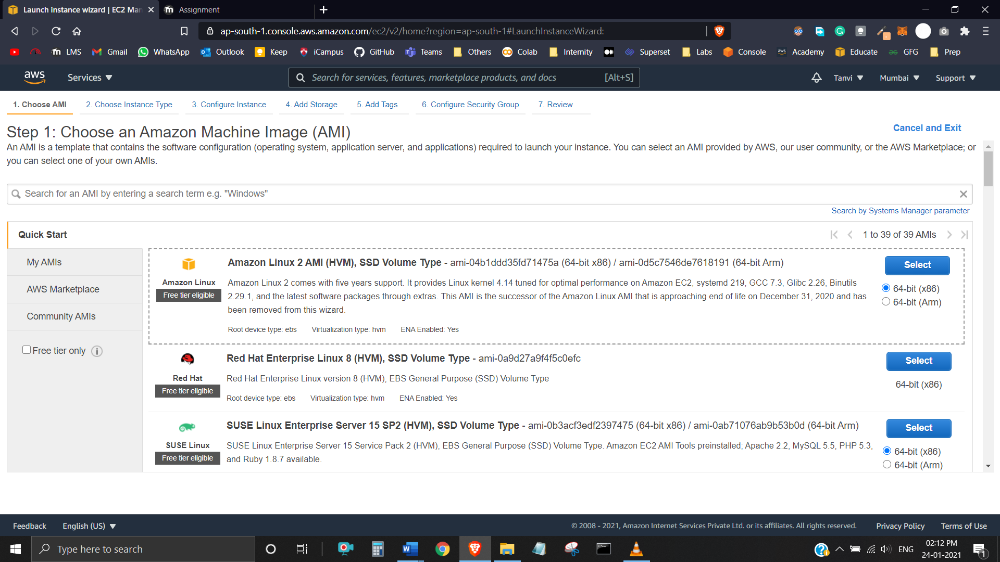 Launch instance wizard | EC2 Man
Assignment
ap-south-1.console.aws.amazon.com/ec2/v2/home?region=ap-south-1#LaunchInstanceWizard:
LMS Gmail WhatsApp Outlook Keep iCampus GitHub Teams Others Colab Internity Superset Labs Console aws Academy Educate GFG Prep
aws Services Search for services, features, marketplace products, and docs [Alt+S] Tanvi Mumbai Support
1. Choose AMI 2. Choose Instance Type 3. Configure Instance 4. Add Storage 5. Add Tags 6. Configure Security Group 7. Review
Step 1: Choose an Amazon Machine Image (AMI)
Cancel and Exit
An AMI is a template that contains the software configuration (operating system, application server, and applications) required to launch your instance. You can select an AMI provided by AWS, our user community, or the AWS Marketplace; or
you can select one of your own AMIs.
Search for an AMI by entering a search term e.g. "Windows"
Search by Systems Manager parameter
Quick Start
1 to 39 of 39 AMIs
My AMIs
AWS Marketplace
Community AMIs
Free tier only
Amazon Linux
Free tier eligible
Amazon Linux 2 AMI (HVM), SSD Volume Type - ami-04b1ddd35fd71475a (64-bit x86) / ami-0d5c7546de7618191 (64-bit Arm)
Amazon Linux 2 comes with five years support. It provides Linux kernel 4.14 tuned for optimal performance on Amazon EC2, systemd 219, GCC 7.3, Glibc 2.26, Binutils
2.29.1, and the latest software packages through extras. This AMI is the successor of the Amazon Linux AMI that is approaching end of life on December 31, 2020 and has
been removed from this wizard.
Root device type: ebs Virtualization type: hvm ENA Enabled: Yes
Select
64-bit (x86)
64-bit (Arm)
Red Hat
Free tier eligible
Red Hat Enterprise Linux 8 (HVM), SSD Volume Type - ami-0a9d27a9f4f5c0efc
Red Hat Enterprise Linux version 8 (HVM), EBS General Purpose (SSD) Volume Type
Root device type: ebs Virtualization type: hvm ENA Enabled: Yes
Select
64-bit (x86)
SUSE Linux
Free tier eligible
SUSE Linux Enterprise Server 15 SP2 (HVM), SSD Volume Type - ami-0b3acf3edf2397475 (64-bit x86) / ami-0ab71076ab9b53b0d (64-bit Arm)
SUSE Linux Enterprise Server 15 Service Pack 2 (HVM), EBS General Purpose (SSD) Volume Type. Amazon EC2 AMI Tools preinstalled; Apache 2.2, MySQL 5.5, PHP 5.3,
and Ruby 1.8.7 available.
Select
64-bit (x86)
64-bit (Arm)
Feedback English (US) © 2008 - 2021, Amazon Internet Services Private Ltd. or its affiliates. All rights reserved. Privacy Policy Terms of Use
Type here to search
ENG
02:12 PM
24-01-2021
1